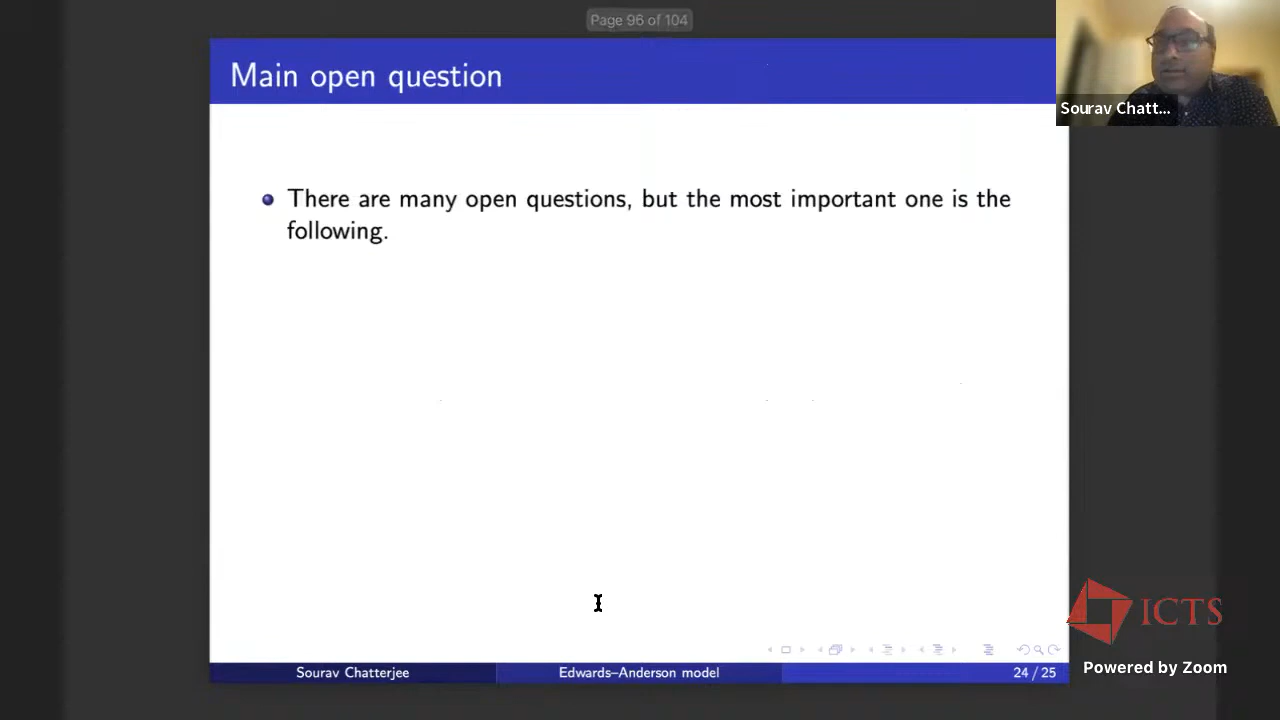 Page 96 of 104
Main open question
Sourav Chatt...
There are many open questions, but the most important one is the
following.
ICTS
Powered by Zoom
Sourav Chatterjee
Edwards–Anderson model
24 / 25